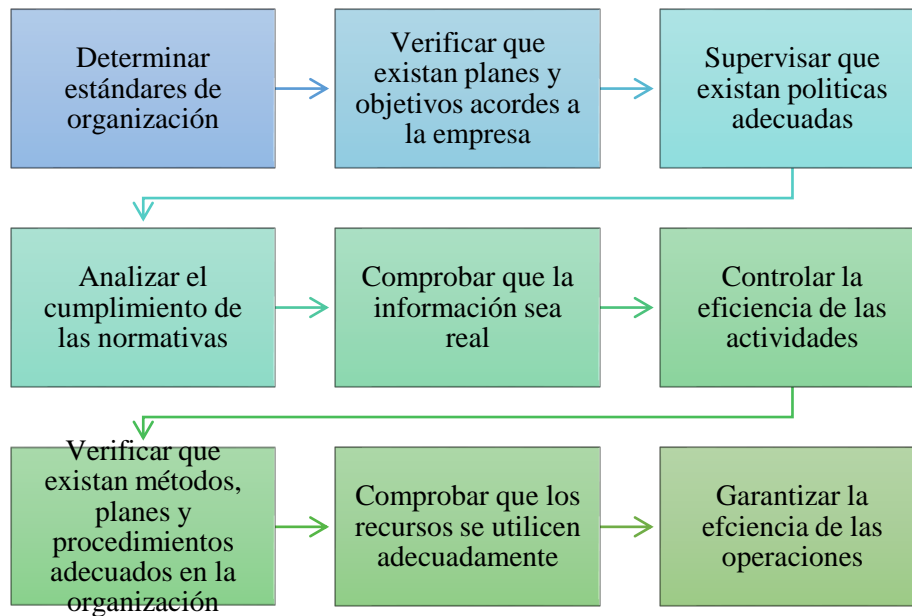 Determinar
estándares de
organización
Verificar que
existan planes y
objetivos acordes a
la empresa
Supervisar que
existan politicas
adecuadas
Analizar el
cumplimiento de
las normativas
Comprobar que la
información sea
real
Controlar la
eficiencia de las
actividades
Verificar que
existan métodos,
planes y
procedimientos
adecuados en la
organización
Comprobar que los
recursos se utilicen
adecuadamente
Garantizar la
efciencia de las
operaciones